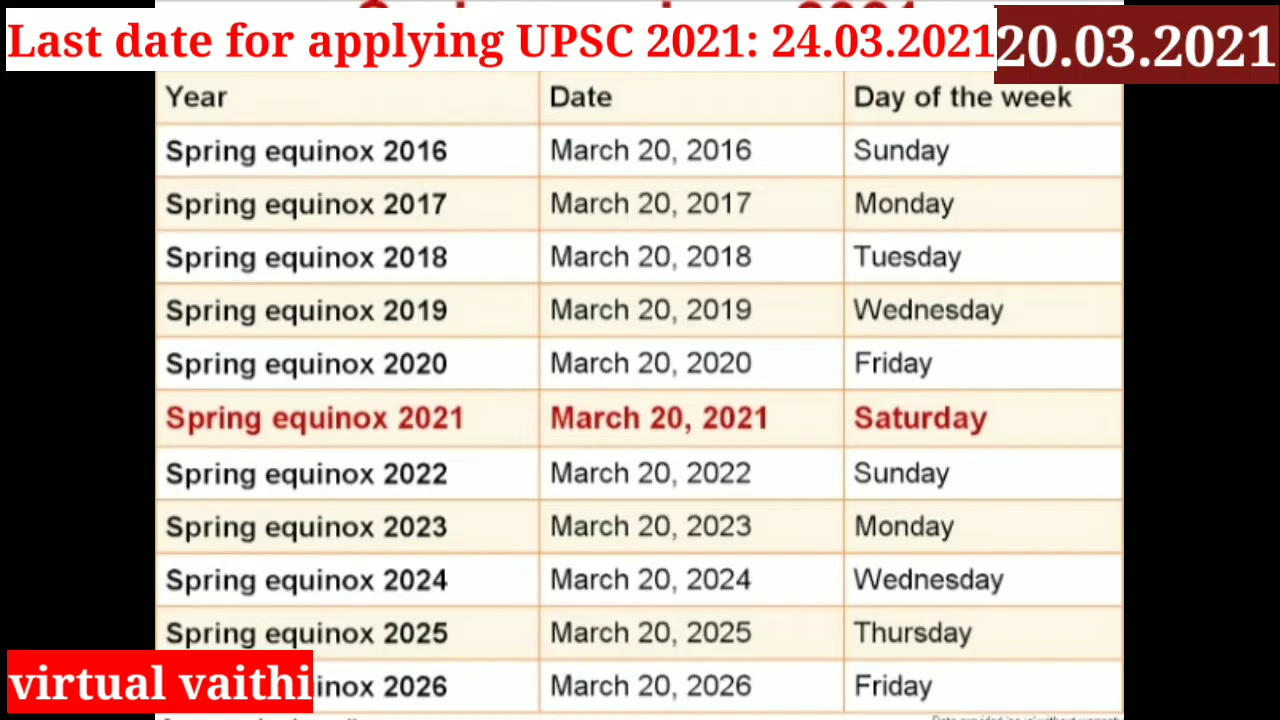 Last date for applying UPSC 2021: 24.03.2021 20.03.2021
Year Date Day of the week
Spring equinox 2016 March 20, 2016 Sunday
Spring equinox 2017 March 20, 2017 Monday
Spring equinox 2018 March 20, 2018 Tuesday
Spring equinox 2019 March 20, 2019 Wednesday
Spring equinox 2020 March 20, 2020 Friday
Spring equinox 2021 March 20, 2021 Saturday
Spring equinox 2022 March 20, 2022 Sunday
Spring equinox 2023 March 20, 2023 Monday
Spring equinox 2024 March 20, 2024 Wednesday
Spring equinox 2025 March 20, 2025 Thursday
virtual vaithi inox 2026 March 20, 2026 Friday